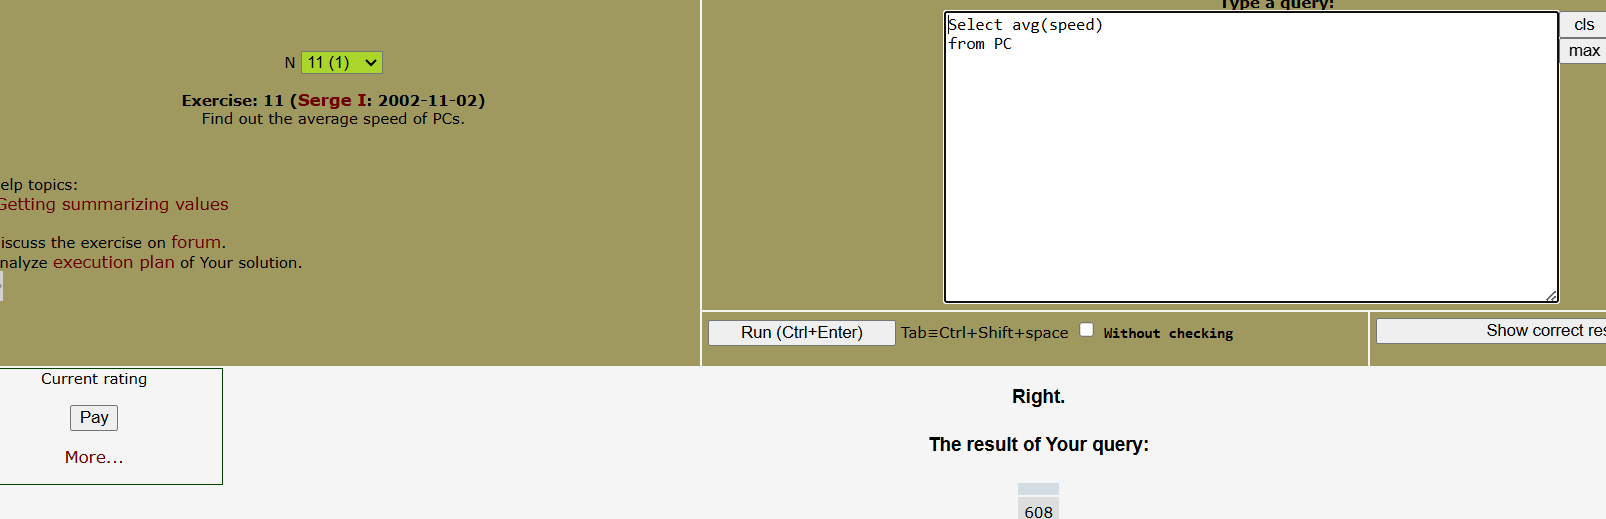 N 11 (1)
Exercise: 11 (Serge I: 2002-11-02)
Find out the average speed of PCs.
elp topics:
Getting summarizing values
iscuss the exercise on forum.
nalyze execution plan of Your solution.
Type a query:
Select avg(speed)
from PC
cls
max
Run (Ctrl+Enter) Tab≡Ctrl+Shift+space Without checking
Show correct res
Current rating
Pay
More...
Right.
The result of Your query:
608